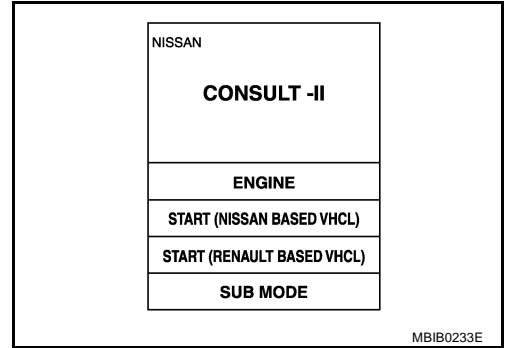 NISSAN
CONSULT -II
ENGINE
START (NISSAN BASED VHCL)
START (RENAULT BASED VHCL)
SUB MODE
MBIB0233E